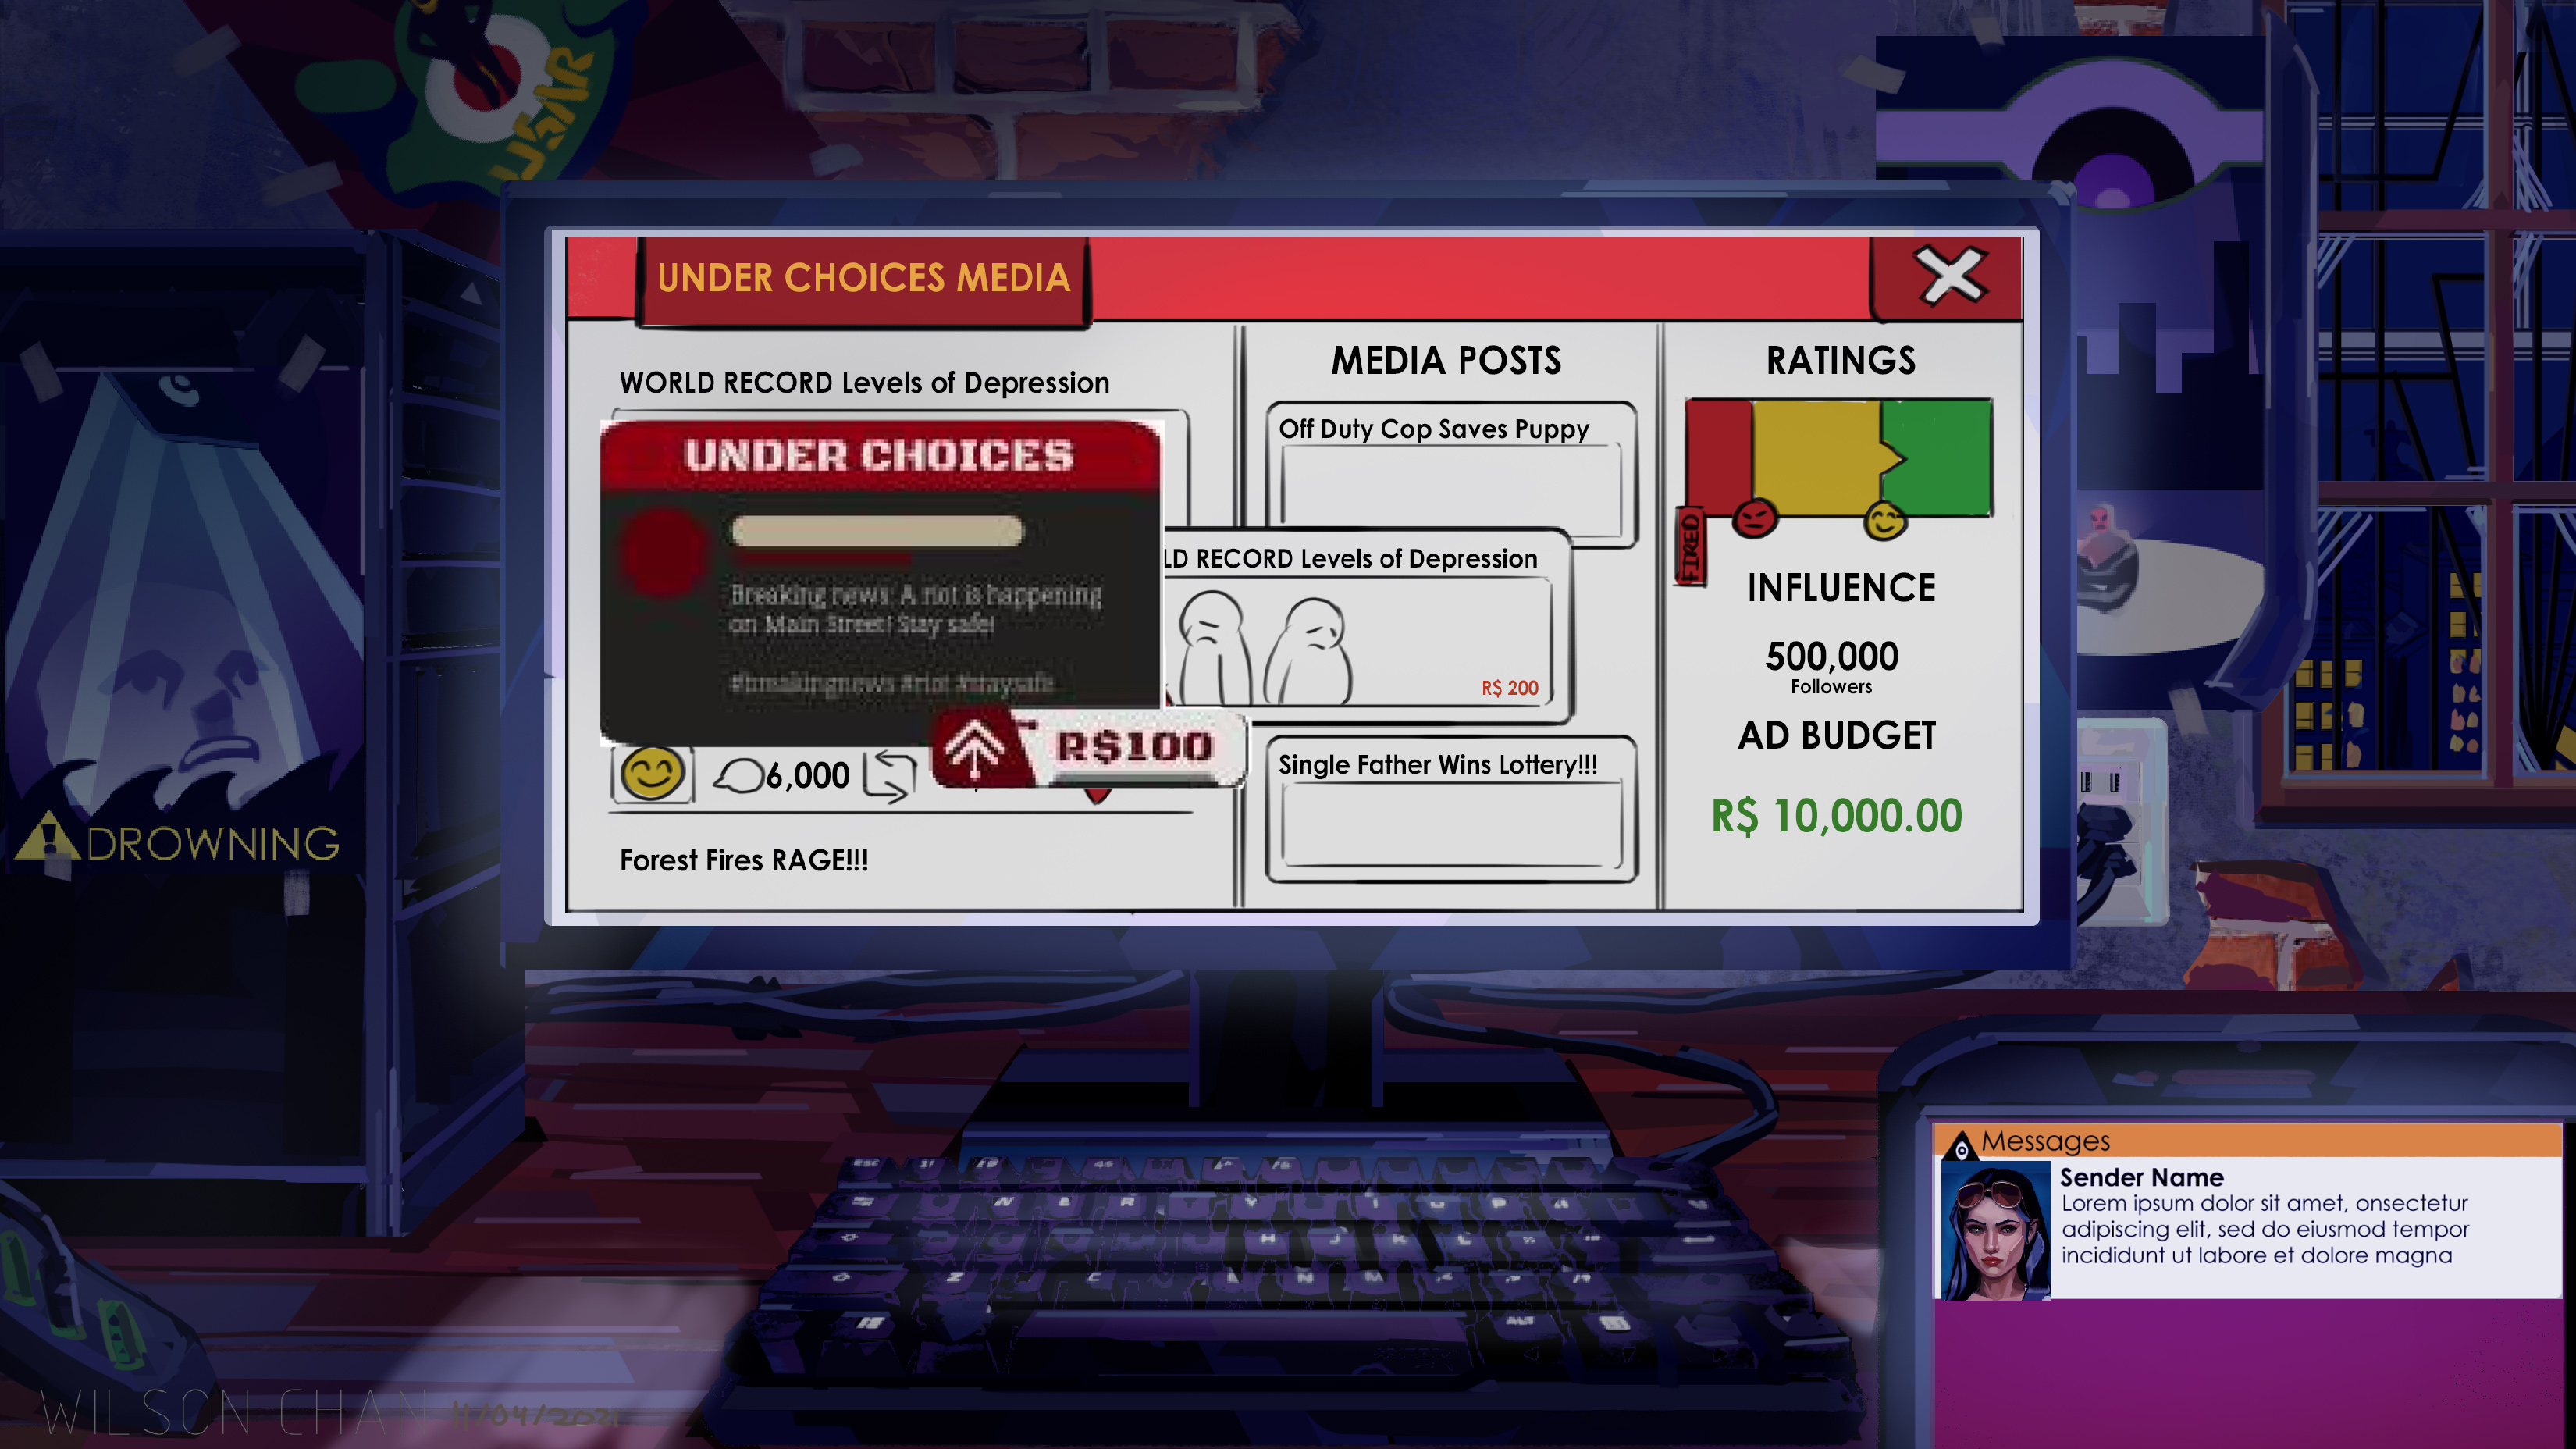 USAR
UNDER CHOICES MEDIA
WORLD RECORD Levels of Depression
UNDER CHOICES
Breaking news: A riot is happening
on Main Street! Stay safe!
#breakingnews #riot #staysafe
R$100
6,000
Forest Fires RAGE!!!
MEDIA POSTS
Off Duty Cop Saves Puppy
LD RECORD Levels of Depression
R$ 200
Single Father Wins Lottery!!!
RATINGS
FIRED
INFLUENCE
500,000
Followers
AD BUDGET
R$ 10,000.00
DROWNING
Messages
Sender Name
Lorem ipsum dolor sit amet, onsectetur
adipiscing elit, sed do eiusmod tempor
incididunt ut labore et dolore magna
WILSON CHAN 11/04/2021